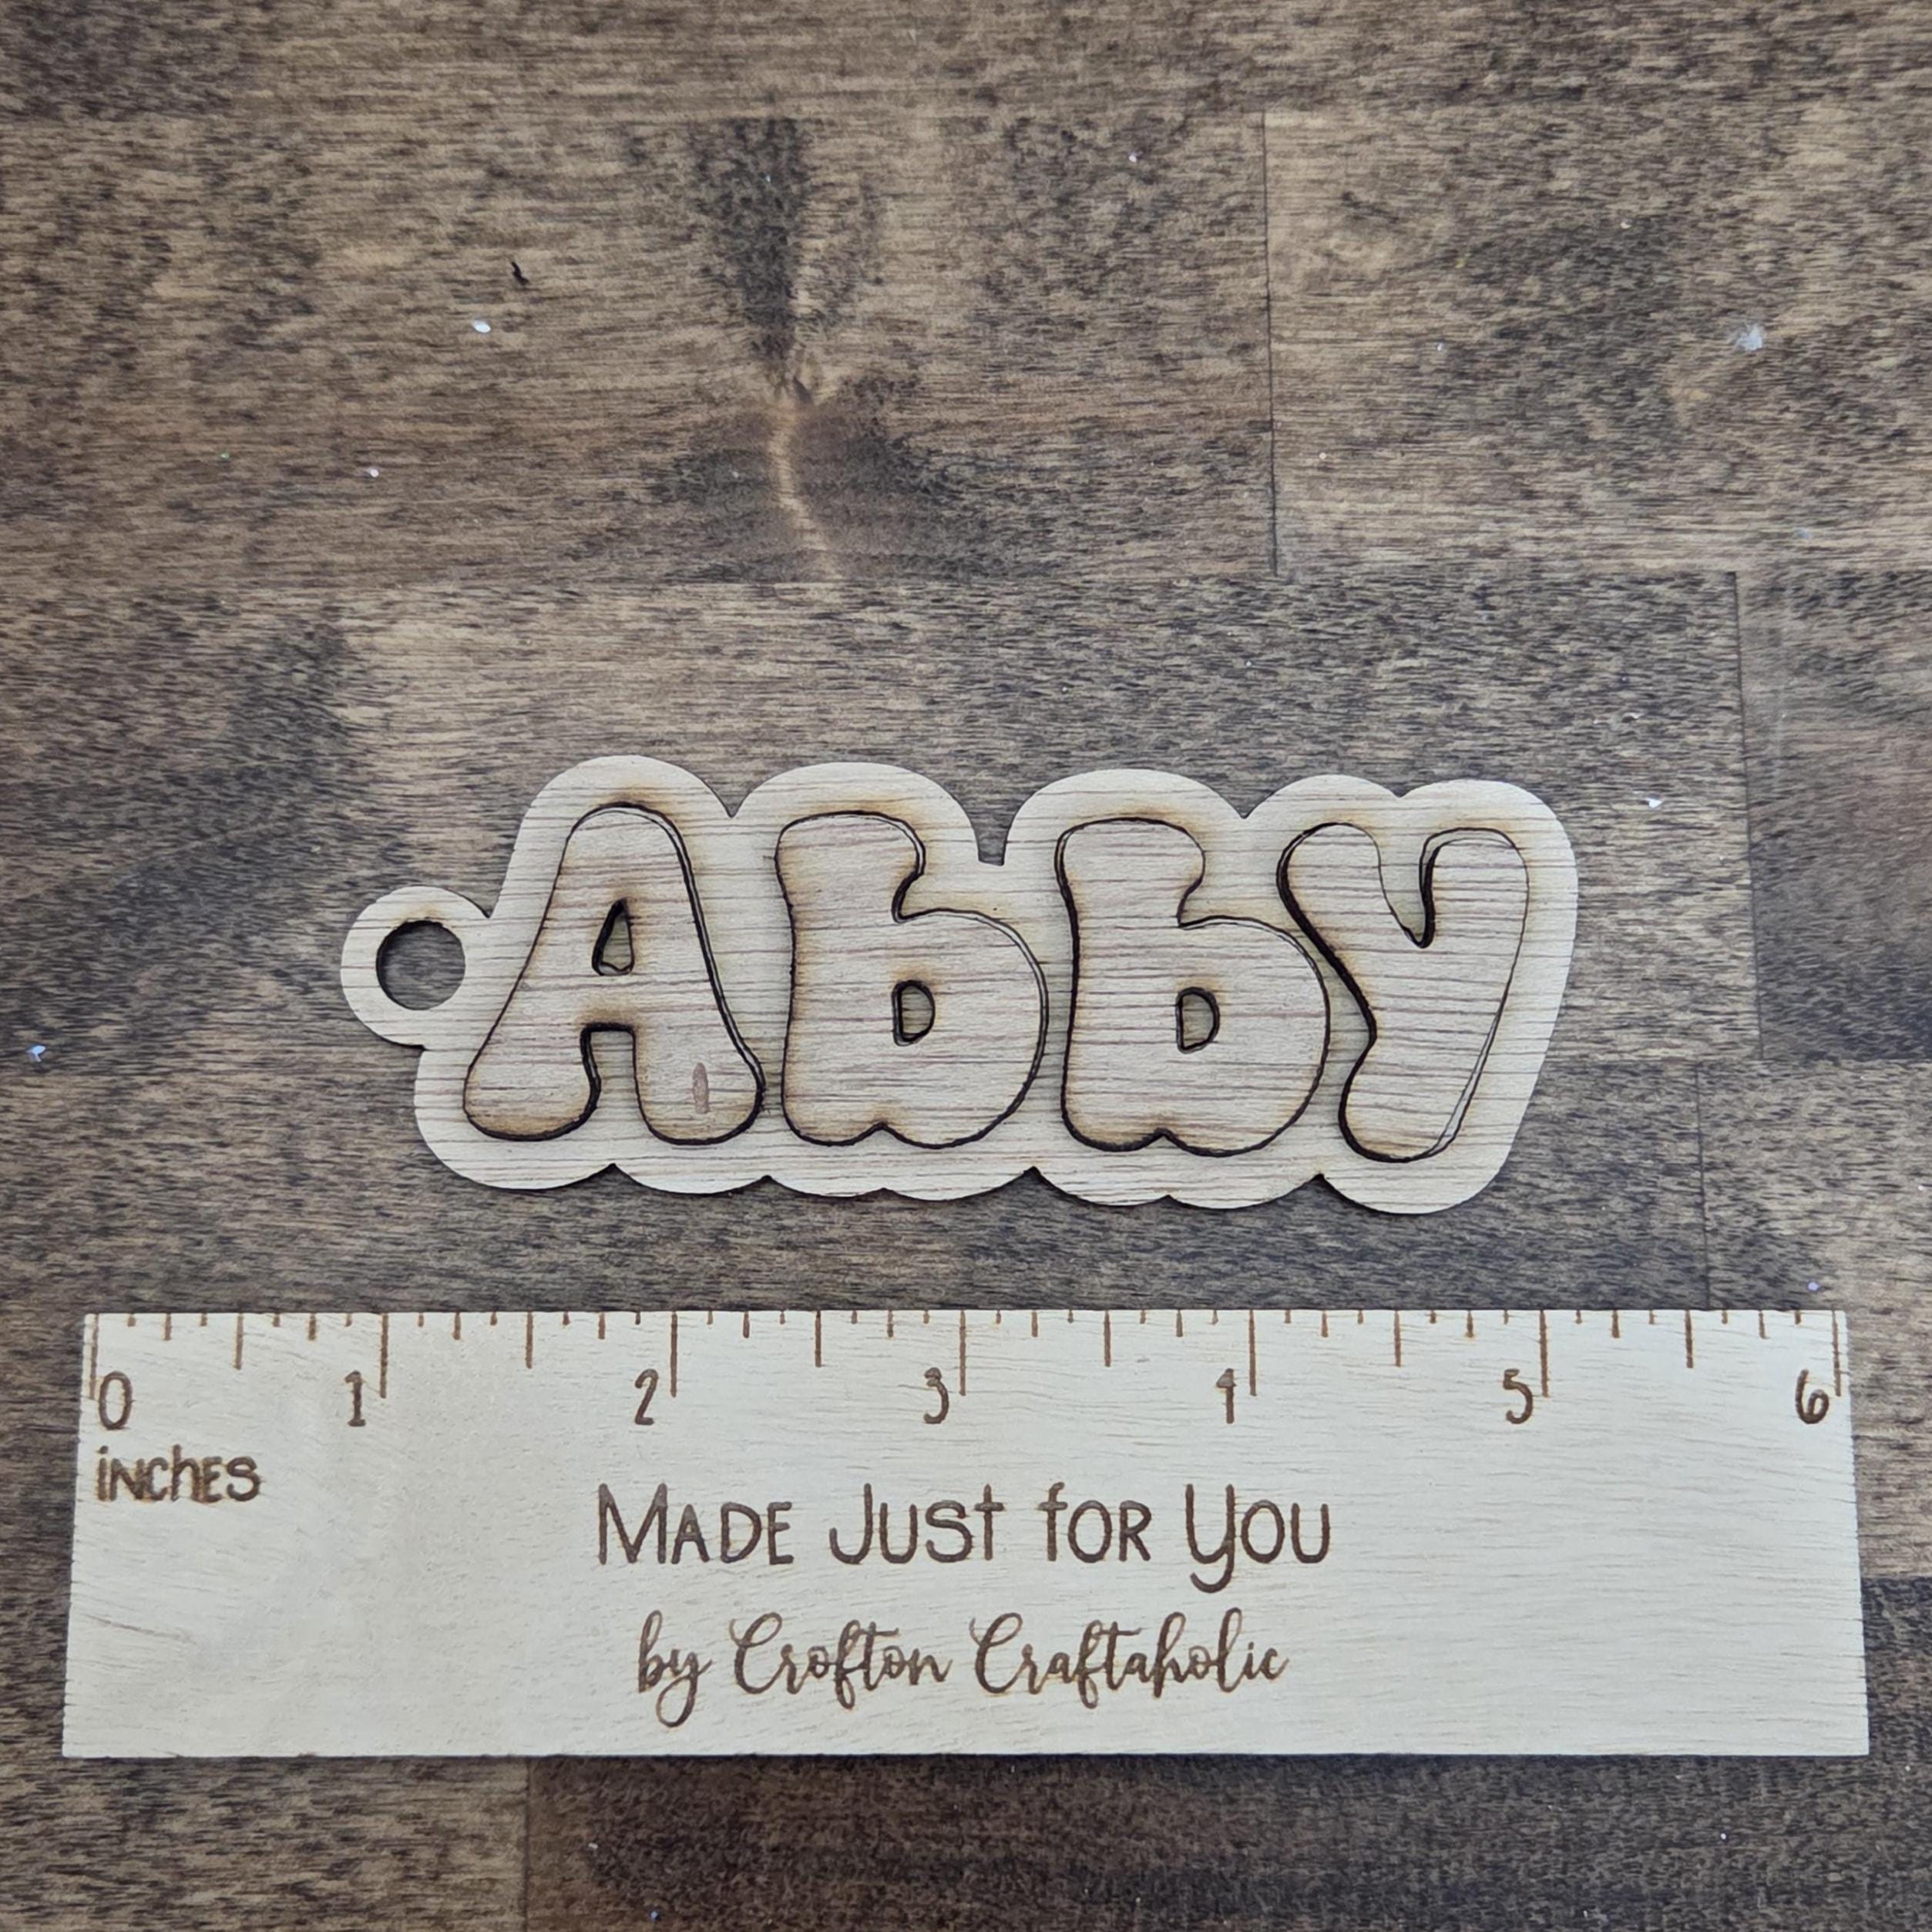 Abby
0 1 2 3 4 5 6
inches
Made Just for You
by Crofton Craftaholic